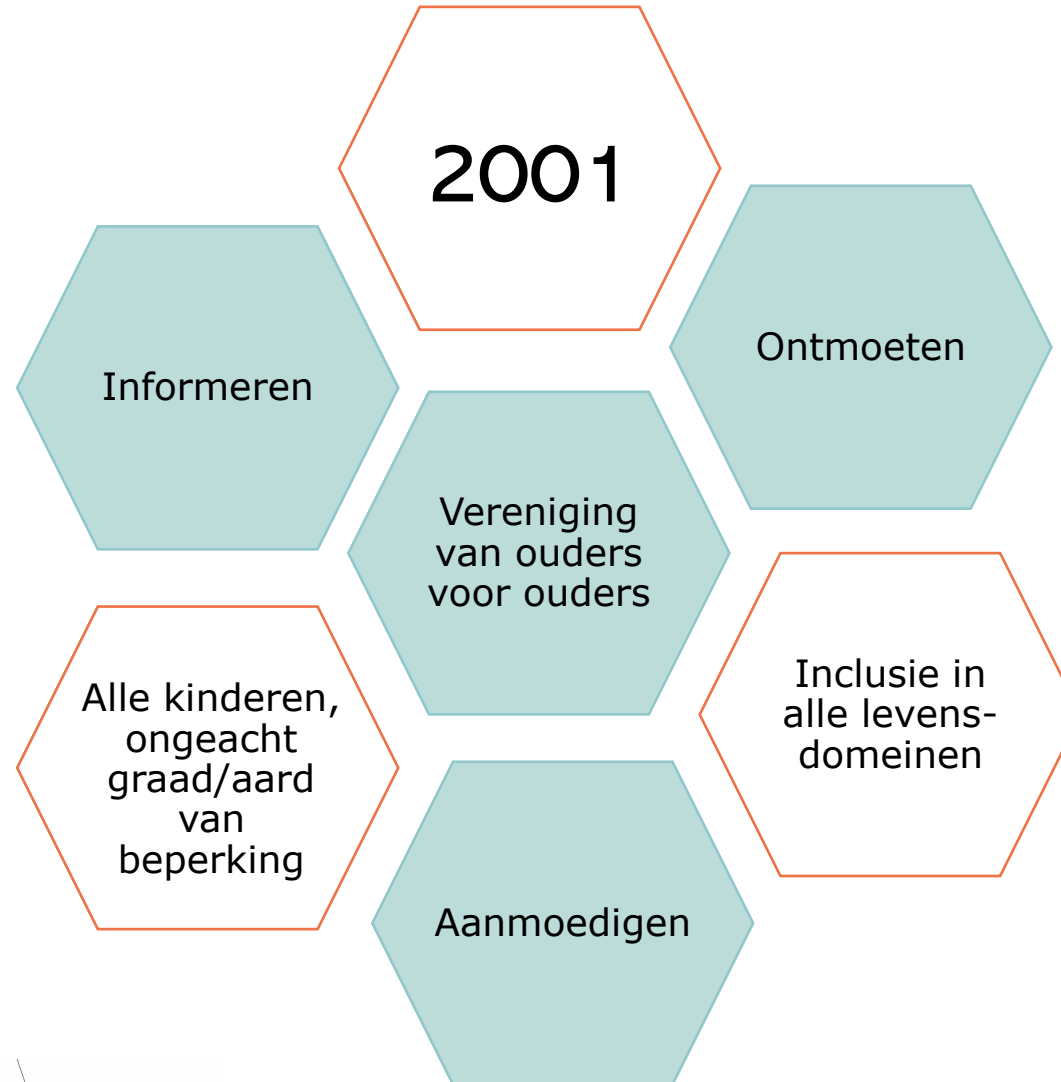 2001
Ontmoeten
Informeren
Vereniging
van ouders
voor ouders
Inclusie in
alle levens-
domeinen
Alle kinderen,
ongeacht
graad/aard
van
beperking
Aanmoedigen